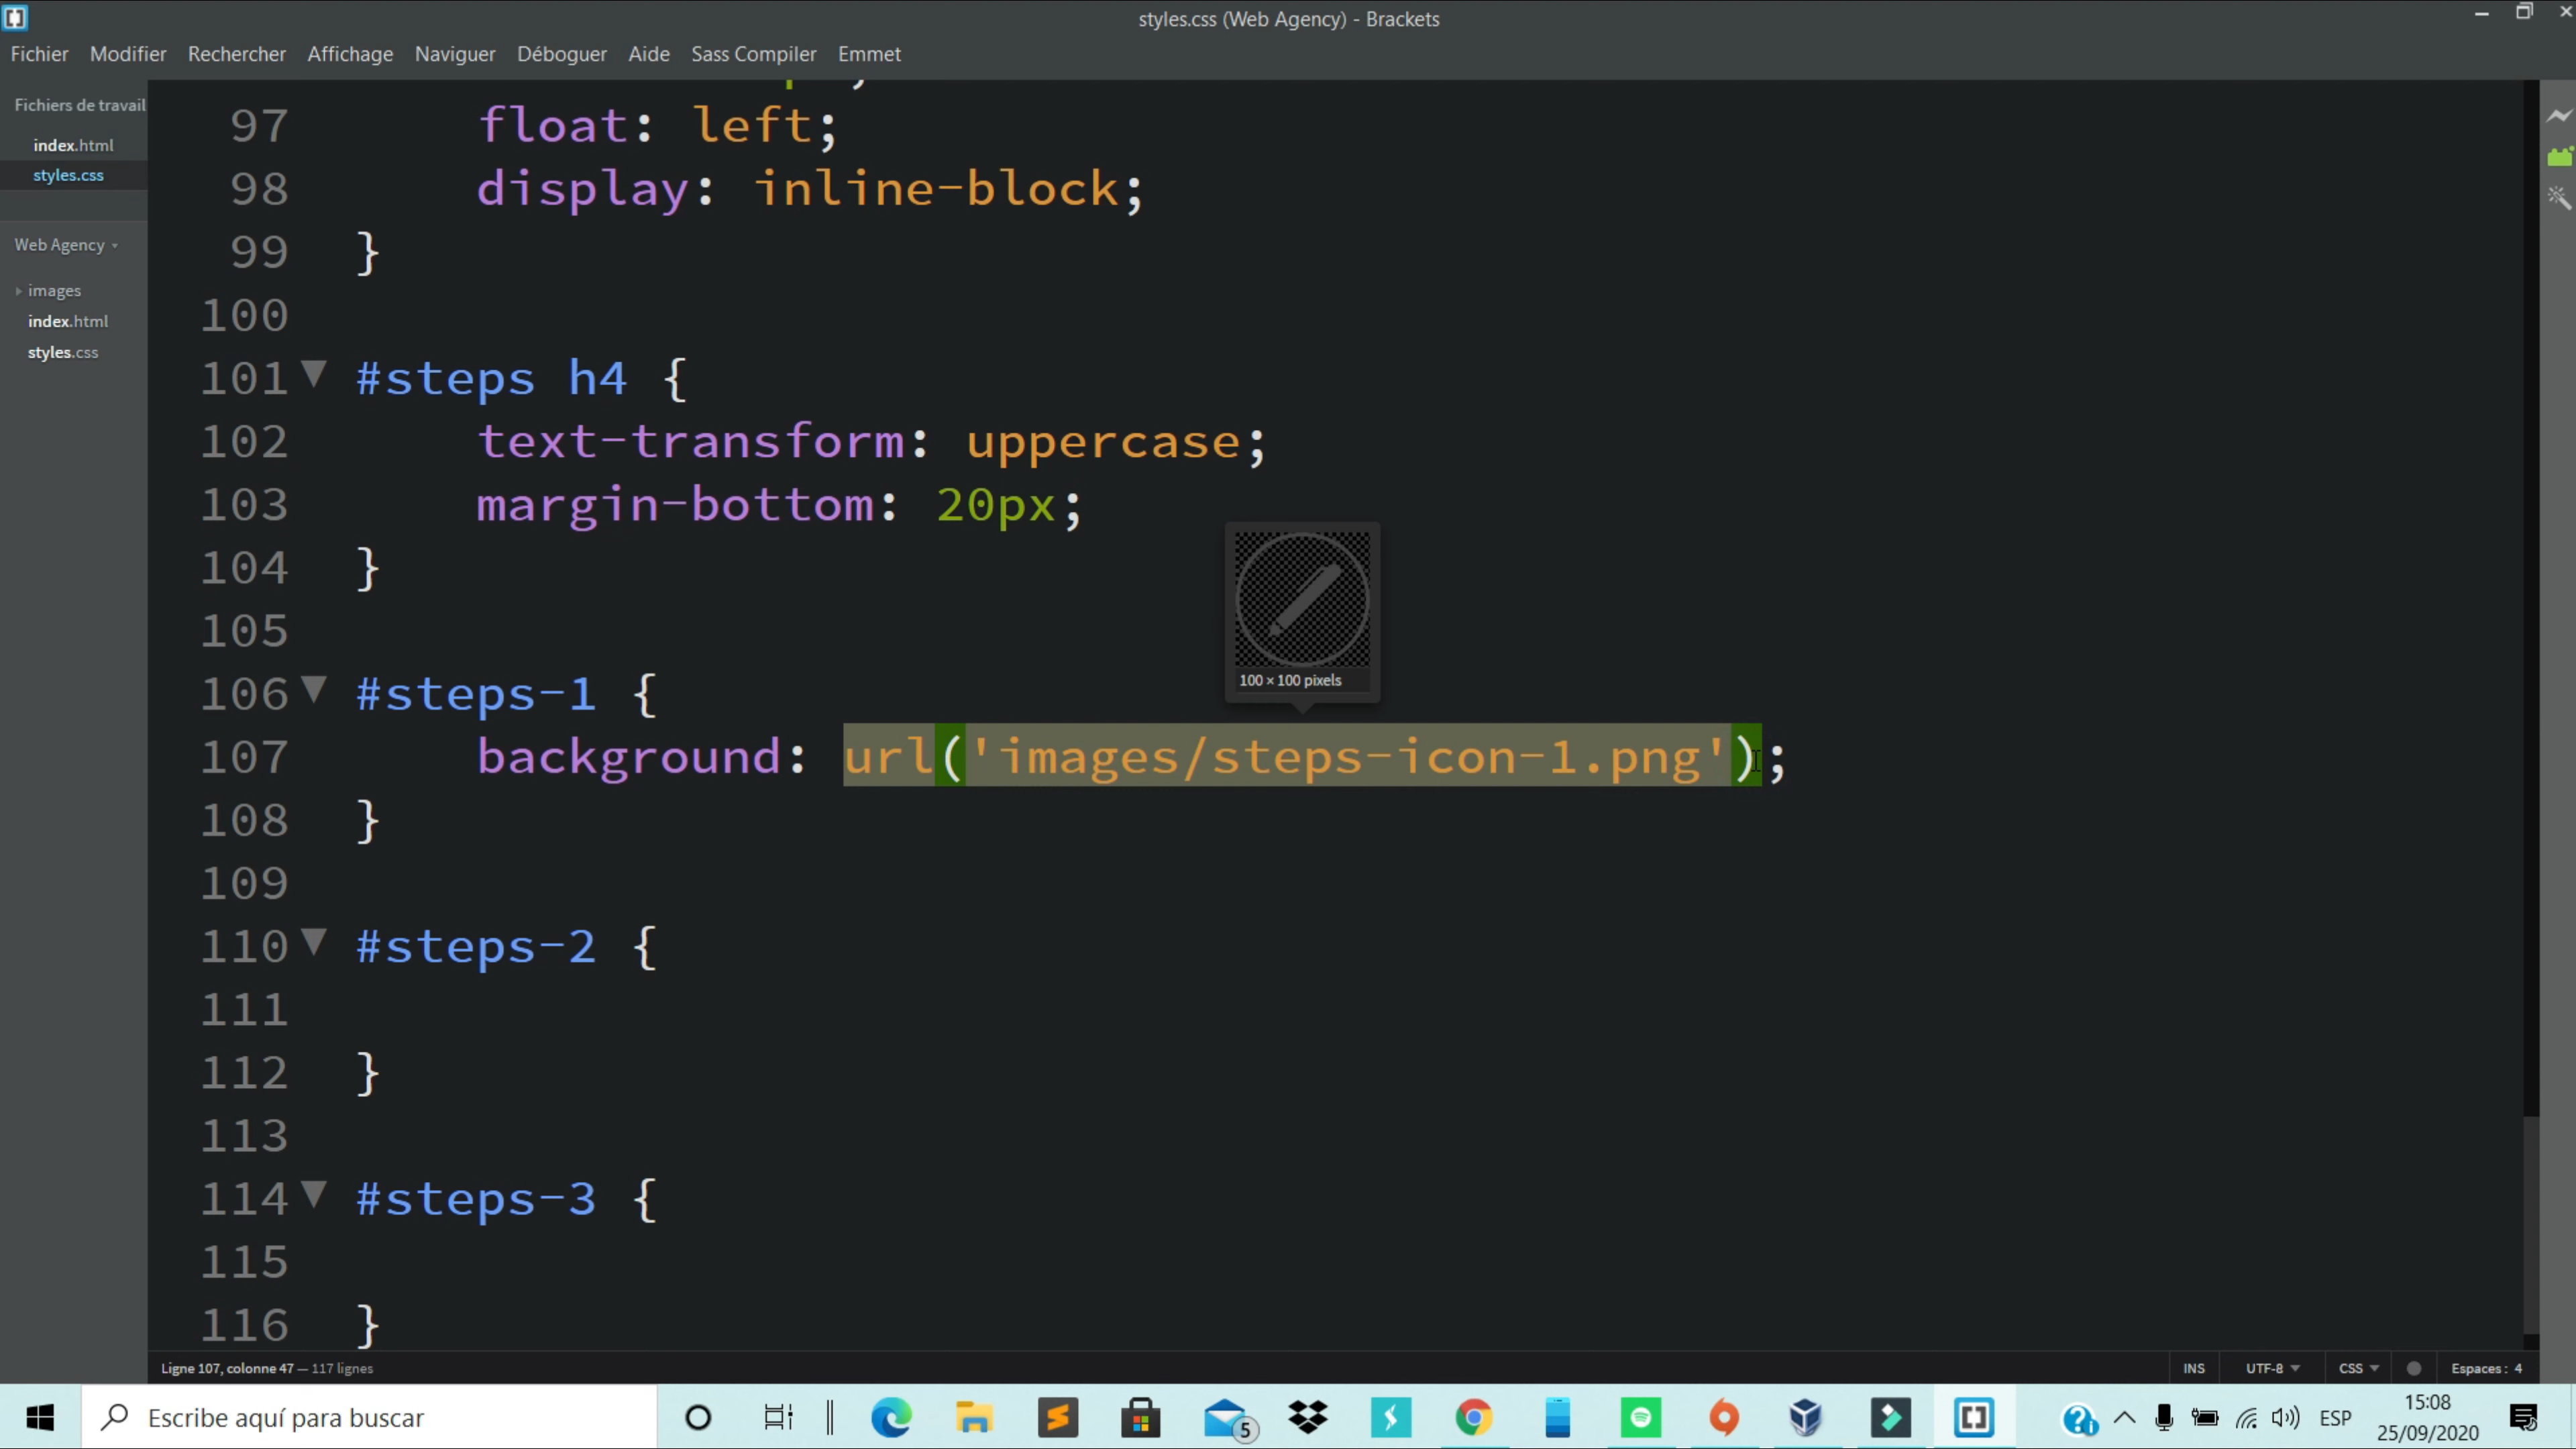 styles.css (Web Agency) - Brackets
Fichier Modifier Rechercher Affichage Naviguer Déboguer Aide Sass Compiler Emmet
Fichiers de travail
index.html
styles.css
Web Agency
images
index.html
styles.css
97 float: left;
98 display: inline-block;
99 }
100
101 #steps h4 {
102 text-transform: uppercase;
103 margin-bottom: 20px;
104 }
105
106 #steps-1 {
107 background: url('images/steps-icon-1.png');
108 }
109
110 #steps-2 {
111
112 }
113
114 #steps-3 {
115
116 }
100 × 100 pixels
Ligne 107, colonne 47 — 117 lignes
INS UTF-8 CSS Espaces : 4
Escribe aquí para buscar
5
ESP
15:08
25/09/2020